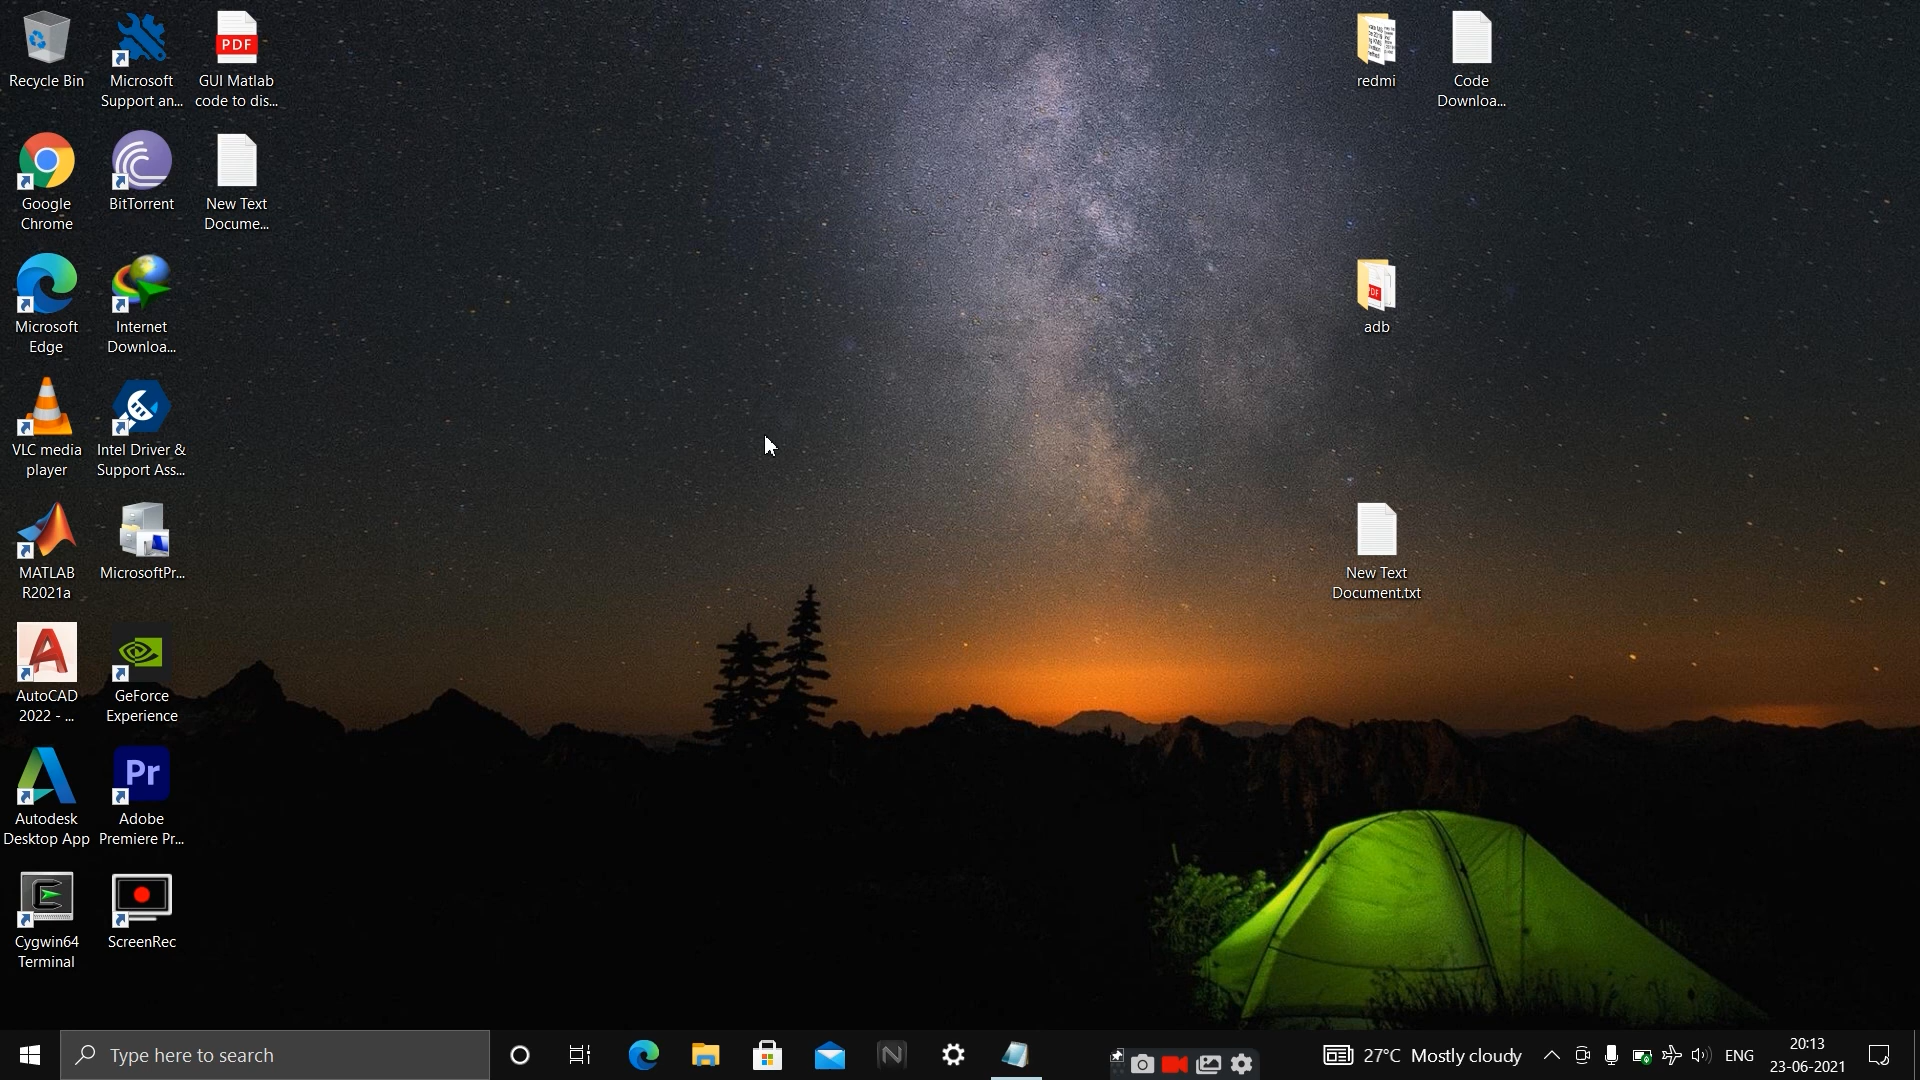 Recycle Bin
Microsoft
Support an...
PDF
GUI Matlab
code to dis...
Google
Chrome
BitTorrent
New Text
Docume...
Microsoft
Edge
Internet
Downloa...
VLC media
player
Intel Driver &
Support Ass...
MATLAB
R2021a
MicrosoftPr...
AutoCAD
2022 - ...
GeForce
Experience
Autodesk
Desktop App
Pr
Adobe
Premiere Pr...
Cygwin64
Terminal
ScreenRec
redmi
Code
Downloa...
PDF
adb
New Text
Document.txt
Type here to search
27°C Mostly cloudy
ENG
20:13
23-06-2021